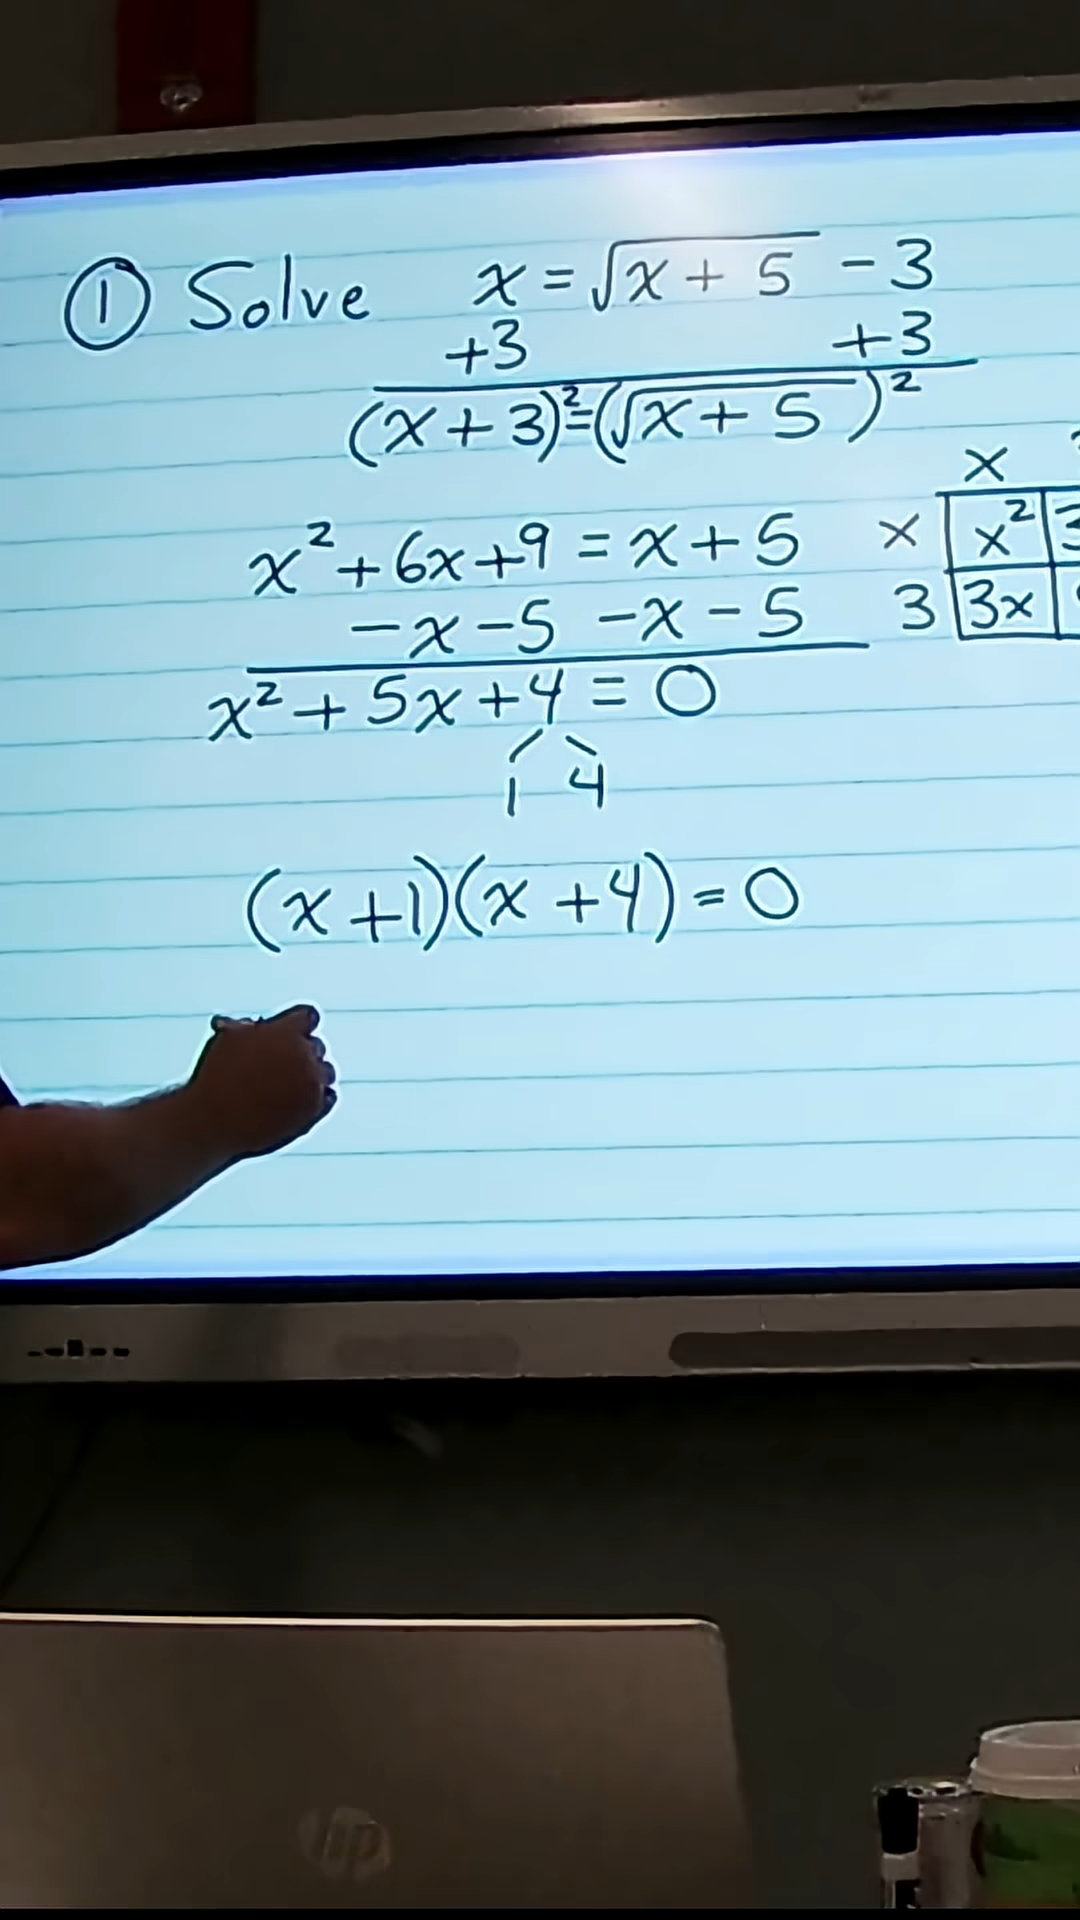 ① Solve x = √x + 5 - 3
+3 +3
(x + 3)² = (√x + 5)²
x
x² + 6x + 9 = x + 5 x x²
- x - 5 - x - 5 3 3x
x² + 5x + 4 = 0
1 4
(x + 1)(x + 4) = 0
hp